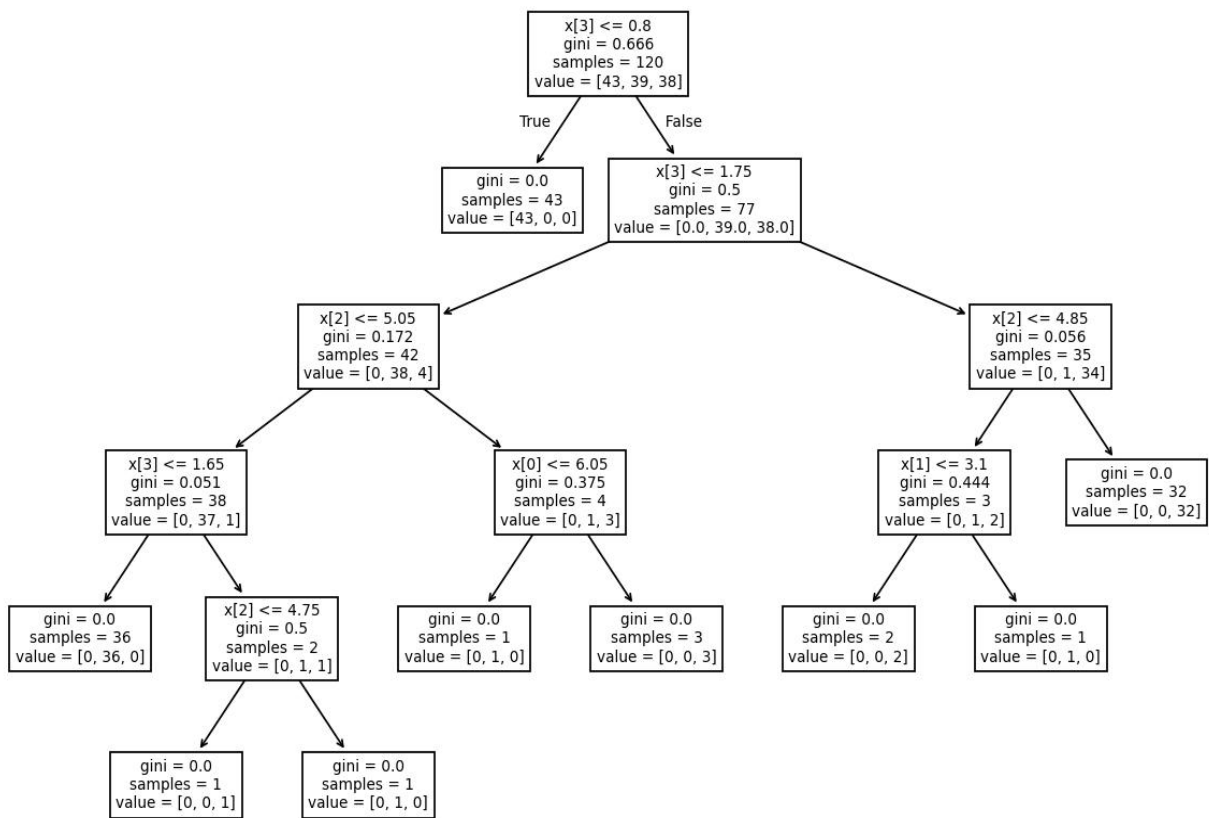 x[3] <= 0.8
gini = 0.666
samples = 120
value = [43, 39, 38]
True
False
gini = 0.0
samples = 43
value = [43, 0, 0]
x[3] <= 1.75
gini = 0.5
samples = 77
value = [0.0, 39.0, 38.0]
x[2] <= 5.05
gini = 0.172
samples = 42
value = [0, 38, 4]
x[2] <= 4.85
gini = 0.056
samples = 35
value = [0, 1, 34]
x[3] <= 1.65
gini = 0.051
samples = 38
value = [0, 37, 1]
x[0] <= 6.05
gini = 0.375
samples = 4
value = [0, 1, 3]
x[1] <= 3.1
gini = 0.444
samples = 3
value = [0, 1, 2]
gini = 0.0
samples = 32
value = [0, 0, 32]
gini = 0.0
samples = 36
value = [0, 36, 0]
x[2] <= 4.75
gini = 0.5
samples = 2
value = [0, 1, 1]
gini = 0.0
samples = 1
value = [0, 1, 0]
gini = 0.0
samples = 3
value = [0, 0, 3]
gini = 0.0
samples = 2
value = [0, 0, 2]
gini = 0.0
samples = 1
value = [0, 1, 0]
gini = 0.0
samples = 1
value = [0, 0, 1]
gini = 0.0
samples = 1
value = [0, 1, 0]